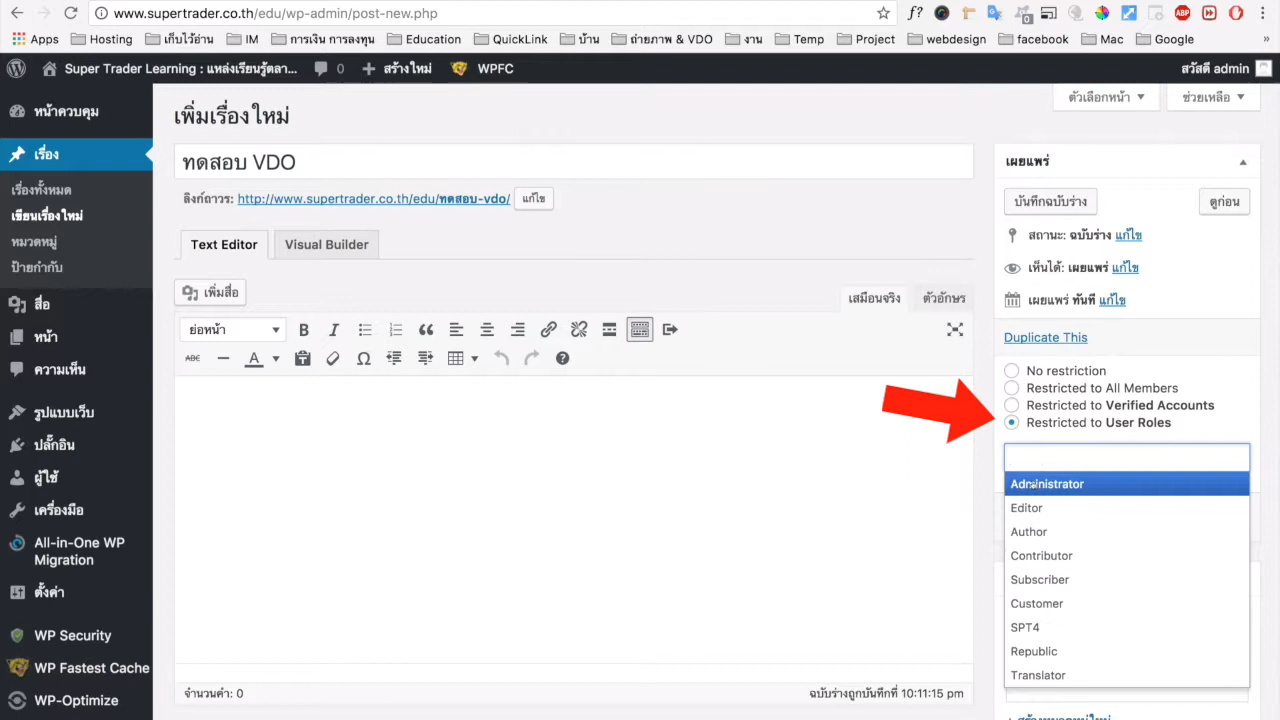 www.supertrader.co.th/edu/wp-admin/post-new.php
f?
ABP
Apps Hosting เก็บไว้อ่าน IM การเงิน การลงทุน Education QuickLink บ้าน ถ่ายภาพ & VDO งาน Temp Project webdesign facebook Mac Google »
Super Trader Learning : แหล่งเรียนรู้ตลา... 0 สร้างใหม่ WPFC สวัสดี admin
ตัวเลือกหน้า ช่วยเหลือ
หน้าควบคุม
เรื่อง
เรื่องทั้งหมด
เขียนเรื่องใหม่
หมวดหมู่
ป้ายกำกับ
สื่อ
หน้า
ความเห็น
รูปแบบเว็บ
ปลั๊กอิน
ผู้ใช้
เครื่องมือ
All-in-One WP
Migration
ตั้งค่า
WP Security
WP Fastest Cache
WP-Optimize
เพิ่มเรื่องใหม่
ทดสอบ VDO
ลิงก์ถาวร: http://www.supertrader.co.th/edu/ทดสอบ-vdo/ แก้ไข
Text Editor Visual Builder
เพิ่มสื่อ
เสมือนจริง ตัวอักษร
ย่อหน้า B I
ABC A Ω
จำนวนคำ: 0 ฉบับร่างถูกบันทึกที่ 10:11:15 pm
เผยแพร่
บันทึกฉบับร่าง ดูก่อน
สถานะ: ฉบับร่าง แก้ไข
เห็นได้: เผยแพร่ แก้ไข
เผยแพร่ ทันที แก้ไข
Duplicate This
No restriction
Restricted to All Members
Restricted to Verified Accounts
Restricted to User Roles
Administrator
Editor
Author
Contributor
Subscriber
Customer
SPT4
Republic
Translator
+ สร้างหมวดหมู่ใหม่